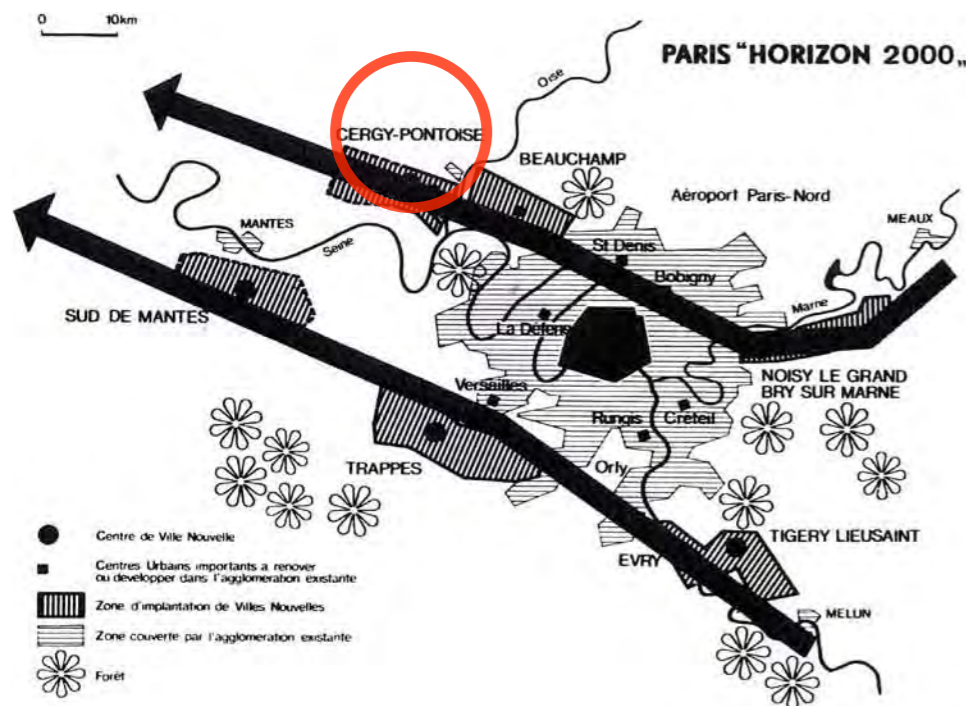 0 10km
PARIS "HORIZON 2000„
Oise
CERGY-PONTOISE
BEAUCHAMP
Aéroport Paris-Nord
MEAUX
MANTES
Seine
St Denis
Bobigny
Marne
SUD DE MANTES
La Défense
NOISY LE GRAND
BRY SUR MARNE
Versailles
Rungis
Créteil
TRAPPES
Orly
TIGERY LIEUSAINT
EVRY
MELUN
Centre de Ville Nouvelle
Centres Urbains importants a renover
ou developper dans l'agglomeration existante
Zone d'implantation de Villes Nouvelles
Zone couverte par l'agglomeration existante
Forêt